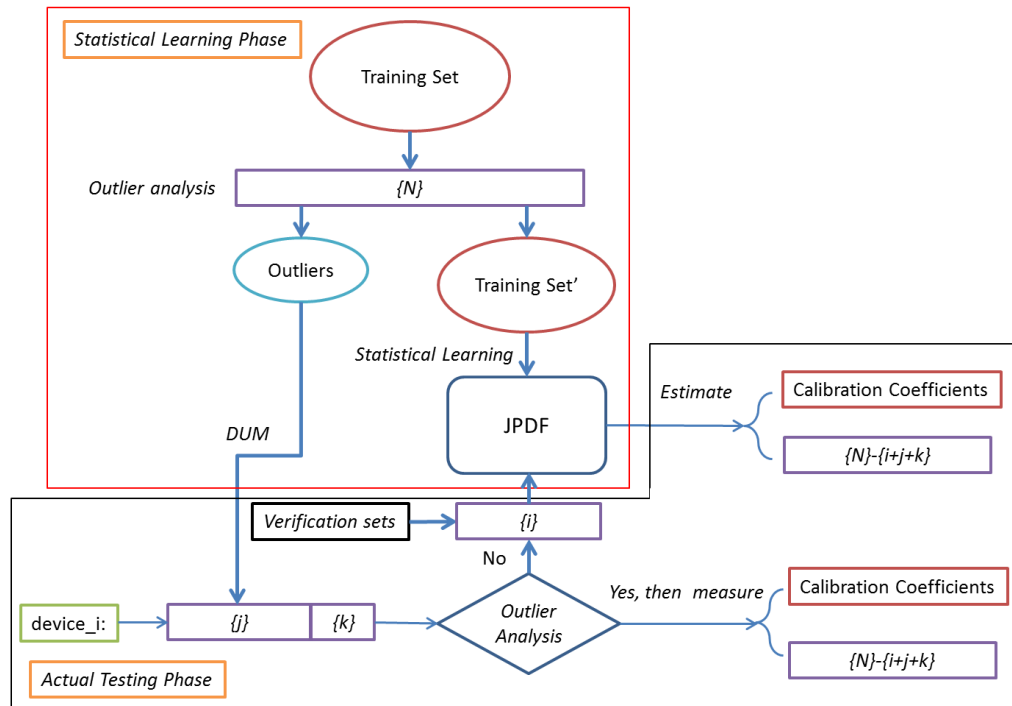 Statistical Learning Phase
Training Set
Outlier analysis
{N}
Outliers
Training Set’
Statistical Learning
JPDF
DUM
Estimate
Calibration Coefficients
{N}-{i+j+k}
Verification sets
{i}
No
Yes, then measure
Calibration Coefficients
{N}-{i+j+k}
device_i:
{j}
{k}
Outlier
Analysis
Actual Testing Phase